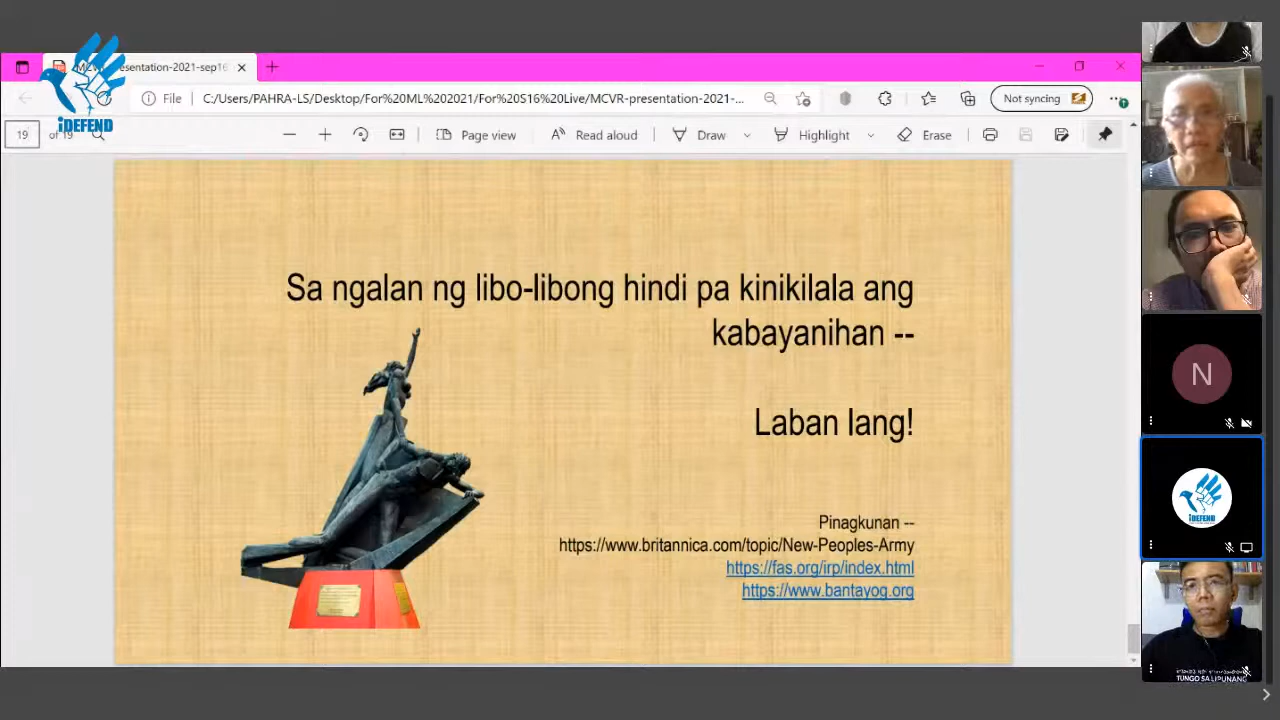 MCV
esentation-2021-sep16
iDEFEND
File
C:/Users/PAHRA-LS/Desktop/For%20ML%202021/For%20S16%20Live/MCVR-presentation-2021-...
Not syncing
19
of 19
Page view
Read aloud
Draw
Highlight
Erase
Sa ngalan ng libo-libong hindi pa kinikilala ang
kabayanihan --
Laban lang!
Pinagkunan --
https://www.britannica.com/topic/New-Peoples-Army
https://fas.org/irp/index.html
https://www.bantayog.org
N
iDEFEND
TUNGO SA LIPUNANG